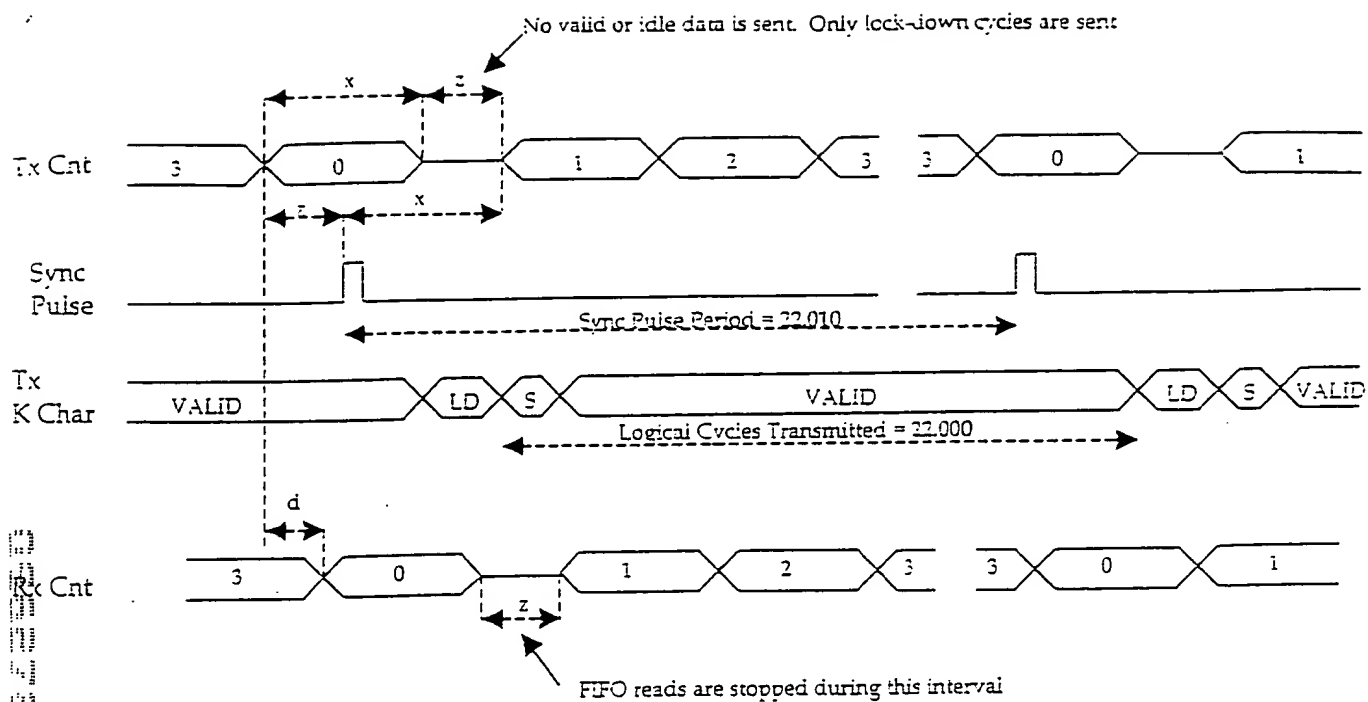 No valid or idle data is sent. Only lock-down cycles are sent
x z
Tx Cnt 3 0 1 2 3 3 0 1
z x
Sync
Pulse
Sync Pulse Period = 22.010
Tx
K Char VALID LD S VALID LD S VALID
Logical Cycles Transmitted = 22.000
d
Rx Cnt 3 0 1 2 3 3 0 1
z
FIFO reads are stopped during this interval